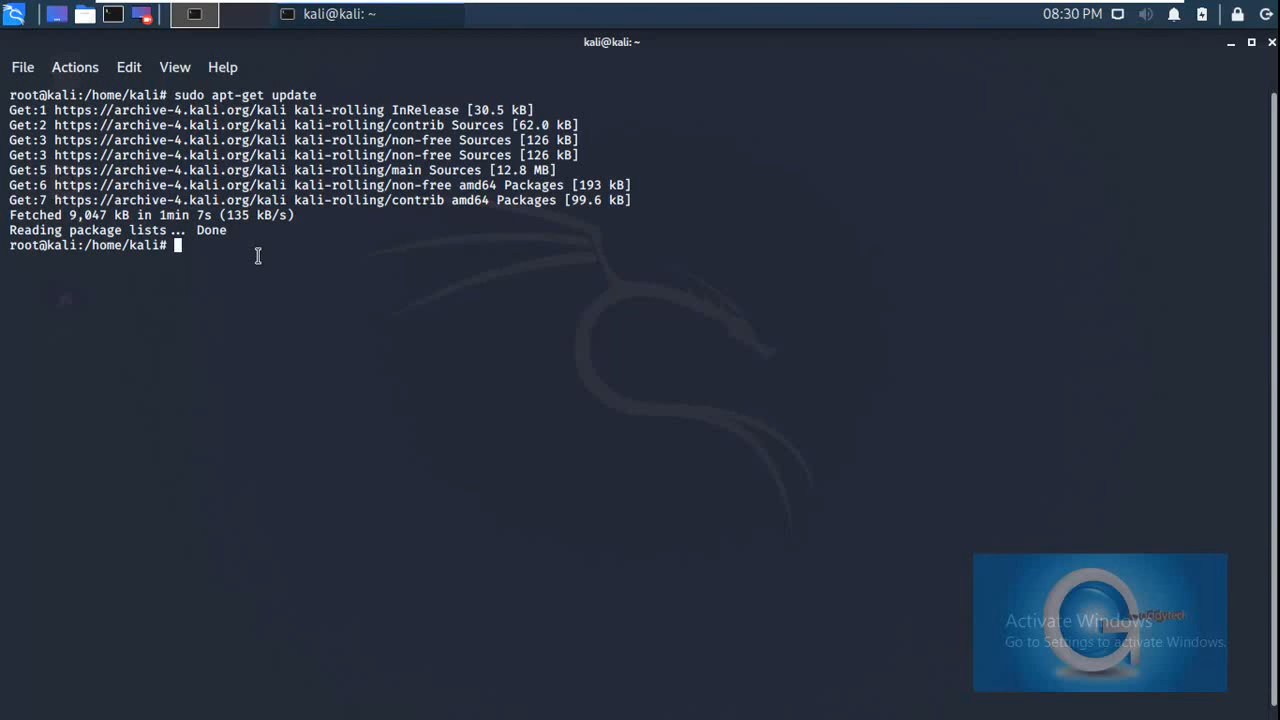 kali@kali: ~
08:30 PM
kali@kali: ~
File Actions Edit View Help
root@kali:/home/kali# sudo apt-get update
Get:1 https://archive-4.kali.org/kali kali-rolling InRelease [30.5 kB]
Get:2 https://archive-4.kali.org/kali kali-rolling/contrib Sources [62.0 kB]
Get:3 https://archive-4.kali.org/kali kali-rolling/non-free Sources [126 kB]
Get:3 https://archive-4.kali.org/kali kali-rolling/non-free Sources [126 kB]
Get:5 https://archive-4.kali.org/kali kali-rolling/main Sources [12.8 MB]
Get:6 https://archive-4.kali.org/kali kali-rolling/non-free amd64 Packages [193 kB]
Get:7 https://archive-4.kali.org/kali kali-rolling/contrib amd64 Packages [99.6 kB]
Fetched 9,047 kB in 1min 7s (135 kB/s)
Reading package lists... Done
root@kali:/home/kali#
Activate Windows
Go to Settings to activate Windows.